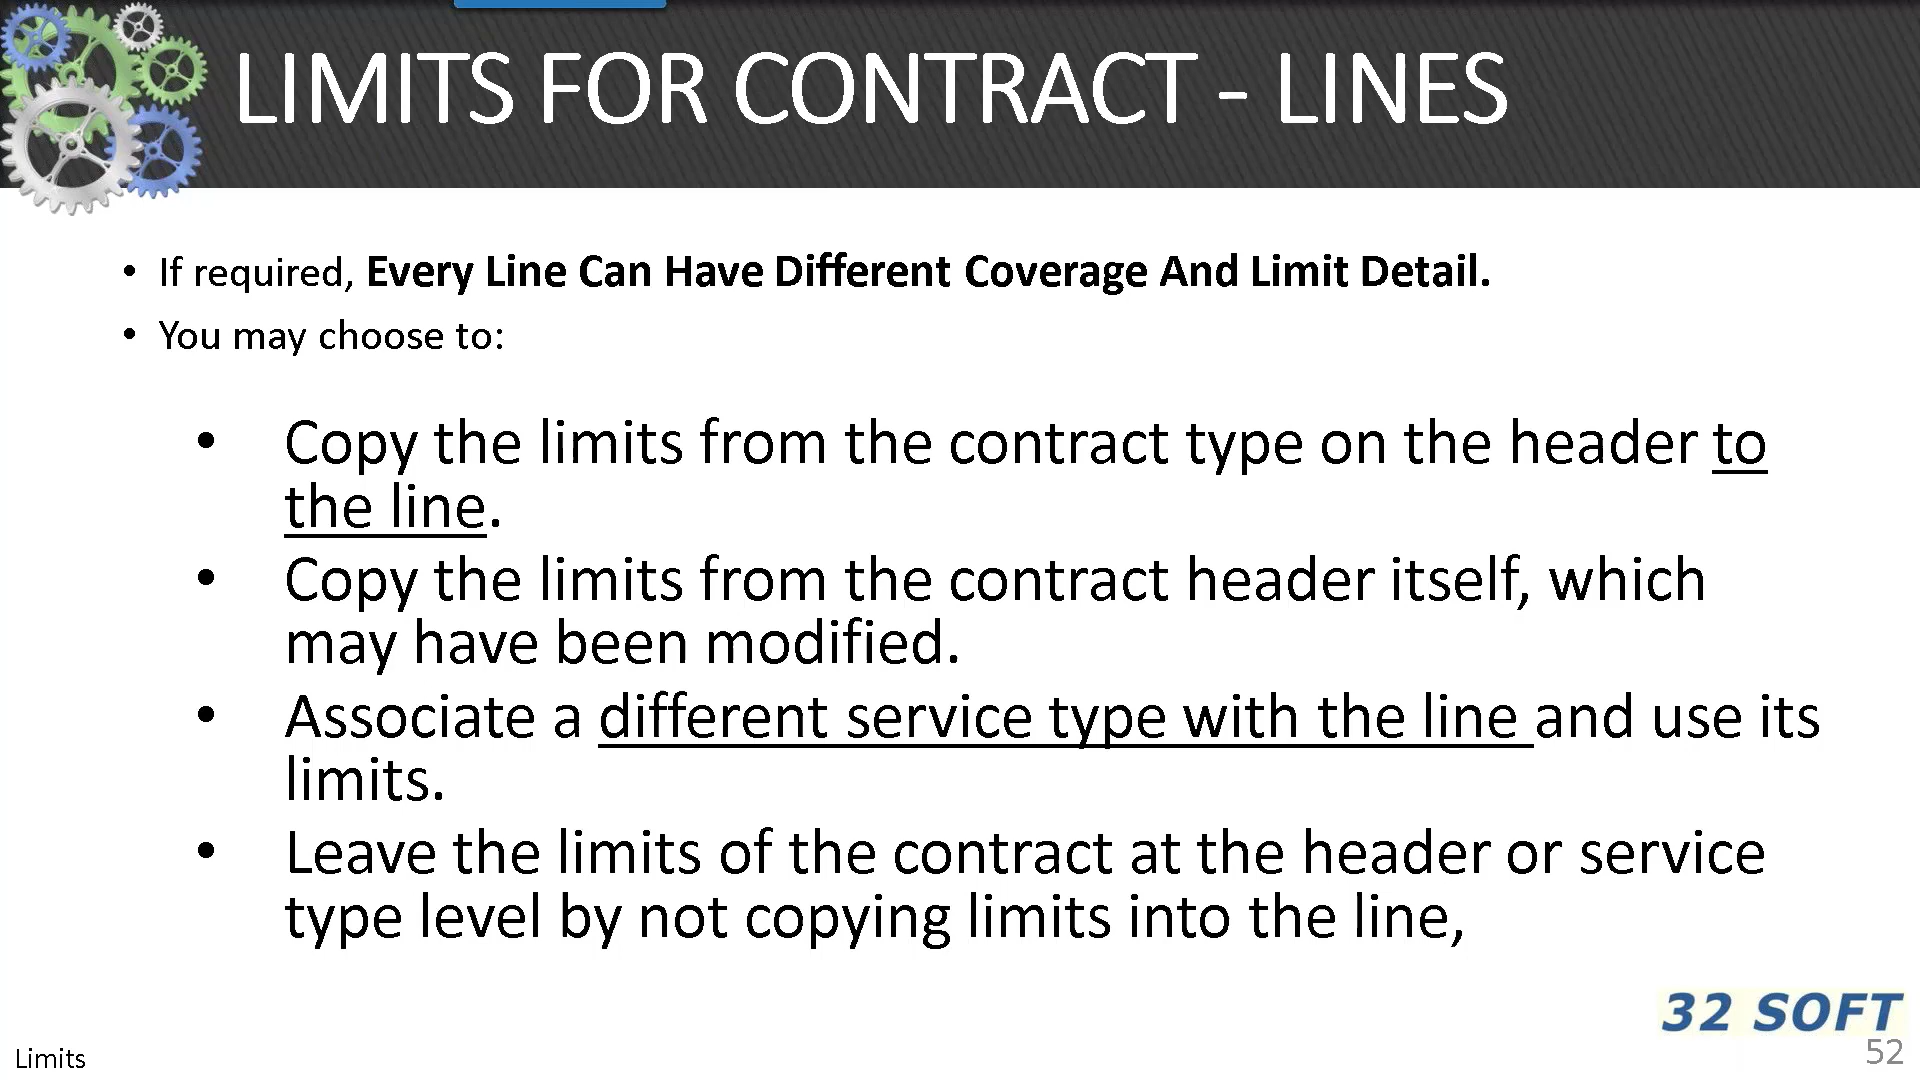 LIMITS FOR CONTRACT - LINES
• If required, Every Line Can Have Different Coverage And Limit Detail.
• You may choose to:
• Copy the limits from the contract type on the header to
the line.
• Copy the limits from the contract header itself, which
may have been modified.
• Associate a different service type with the line and use its
limits.
• Leave the limits of the contract at the header or service
type level by not copying limits into the line,
32 SOFT
52
Limits